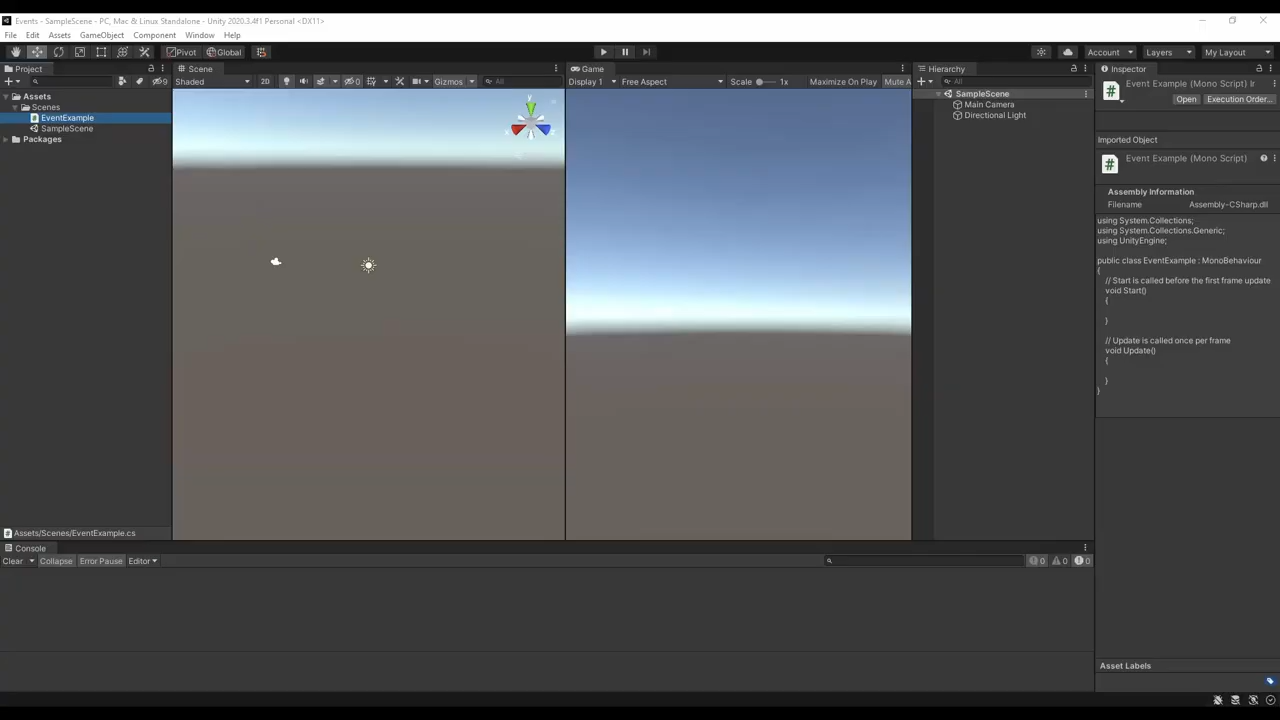 Events - SampleScene - PC, Mac & Linux Standalone - Unity 2020.3.4f1 Personal <DX11>
File Edit Assets GameObject Component Window Help
Pivot Global Account Layers My Layout
Project
Scene
Game
Hierarchy
Inspector
Shaded 2D 0 Gizmos All
Display 1 Free Aspect Scale 1x Maximize On Play Mute A
All
9
Assets
Scenes
EventExample
SampleScene
Packages
Assets/Scenes/EventExample.cs
y
SampleScene
Main Camera
Directional Light
Event Example (Mono Script) Ir
Open Execution Order...
Imported Object
Event Example (Mono Script)
Assembly Information
Filename Assembly-CSharp.dll
using System.Collections;
using System.Collections.Generic;
using UnityEngine;
public class EventExample : MonoBehaviour
{
// Start is called before the first frame update
void Start()
{
}
// Update is called once per frame
void Update()
{
}
}
Console
Clear Collapse Error Pause Editor
0 0 0
Asset Labels